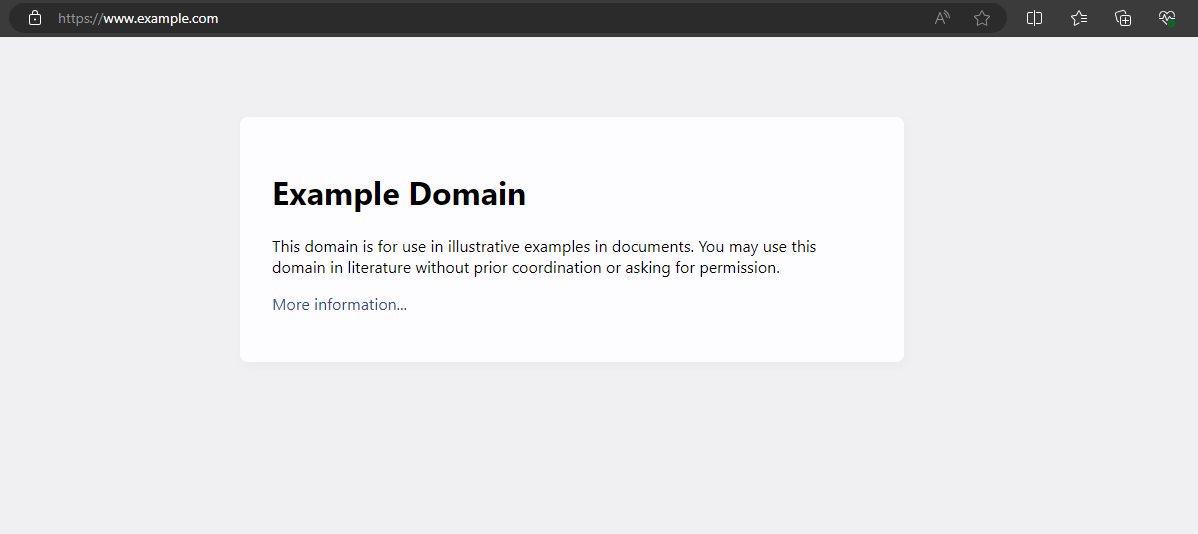 https://www.example.com
Example Domain
This domain is for use in illustrative examples in documents. You may use this
domain in literature without prior coordination or asking for permission.
More information...